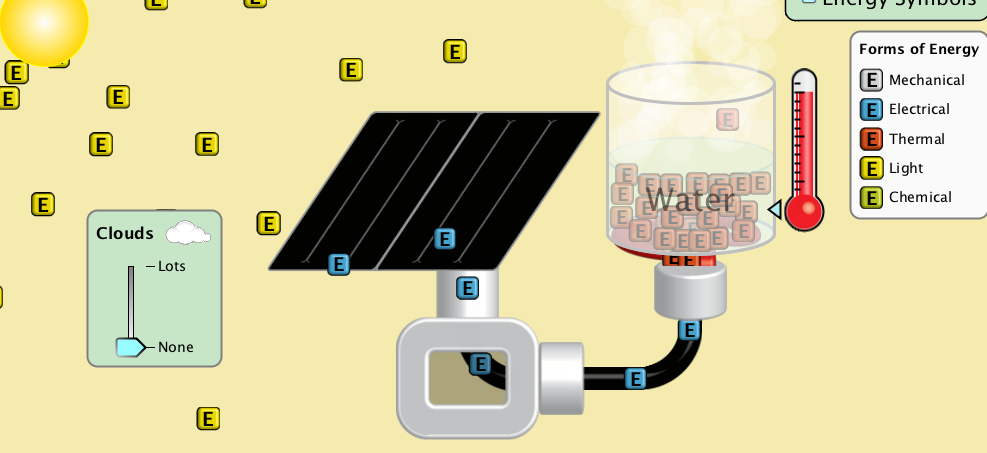 Energy Symbols
Forms of Energy
E Mechanical
E Electrical
E Thermal
E Light
E Chemical
Water
Clouds
Lots
None